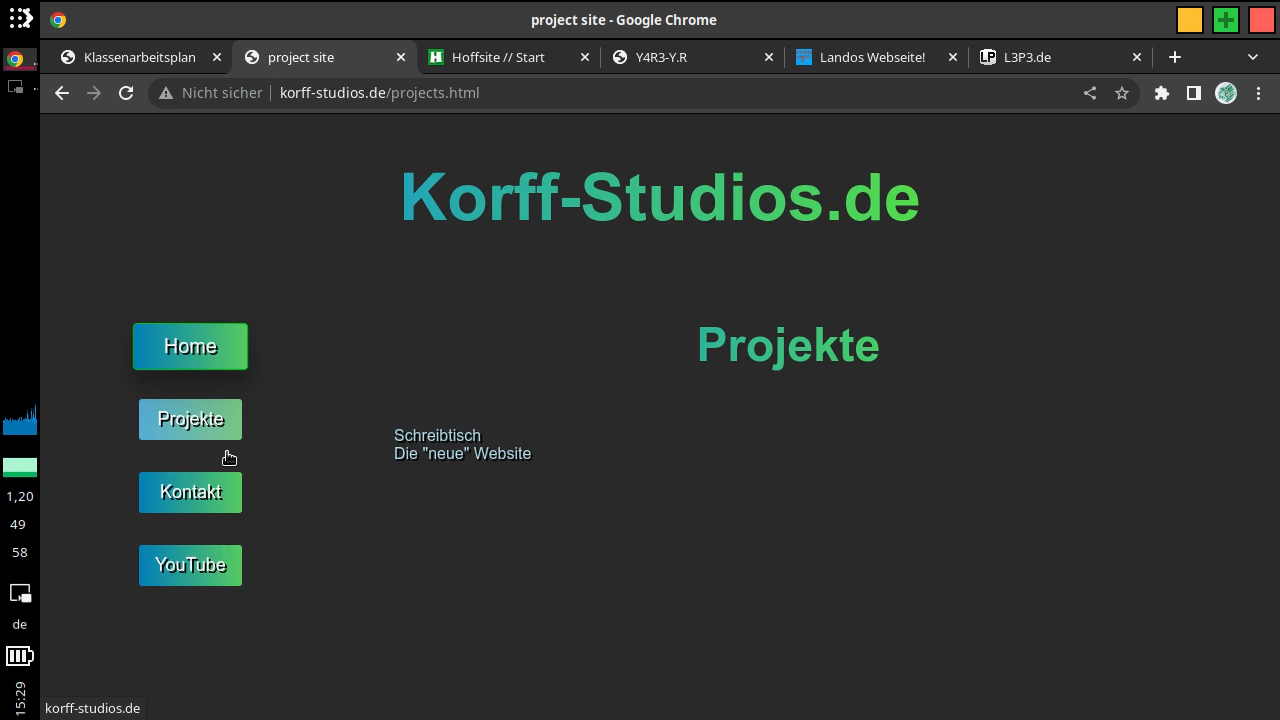 project site - Google Chrome
Klassenarbeitsplan
project site
Hoffsite // Start
Y4R3-Y.R
Landos Webseite!
L3P3.de
Nicht sicher
korff-studios.de/projects.html
Korff-Studios.de
Home
Projekte
Kontakt
YouTube
Projekte
Schreibtisch
Die "neue" Website
1,20
49
58
de
15:29
korff-studios.de